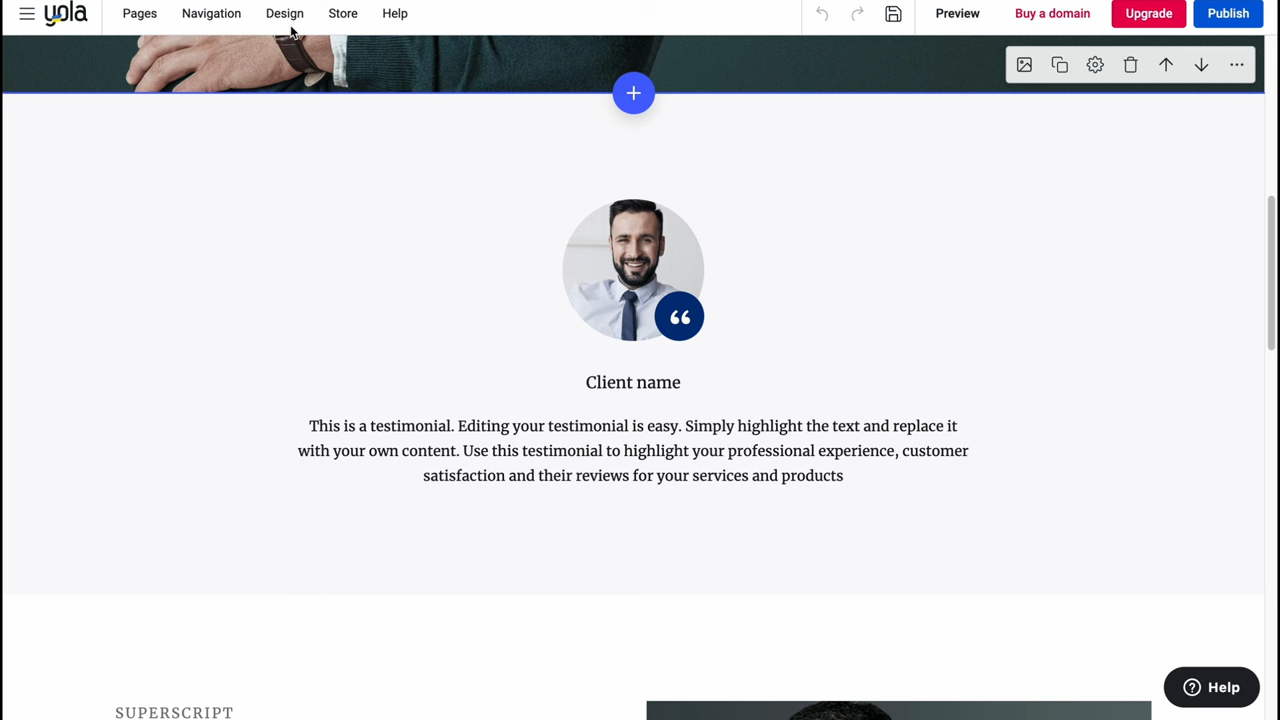 yola Pages Navigation Design Store Help Preview Buy a domain Upgrade Publish
Client name
This is a testimonial. Editing your testimonial is easy. Simply highlight the text and replace it
with your own content. Use this testimonial to highlight your professional experience, customer
satisfaction and their reviews for your services and products
SUPERSCRIPT
Help